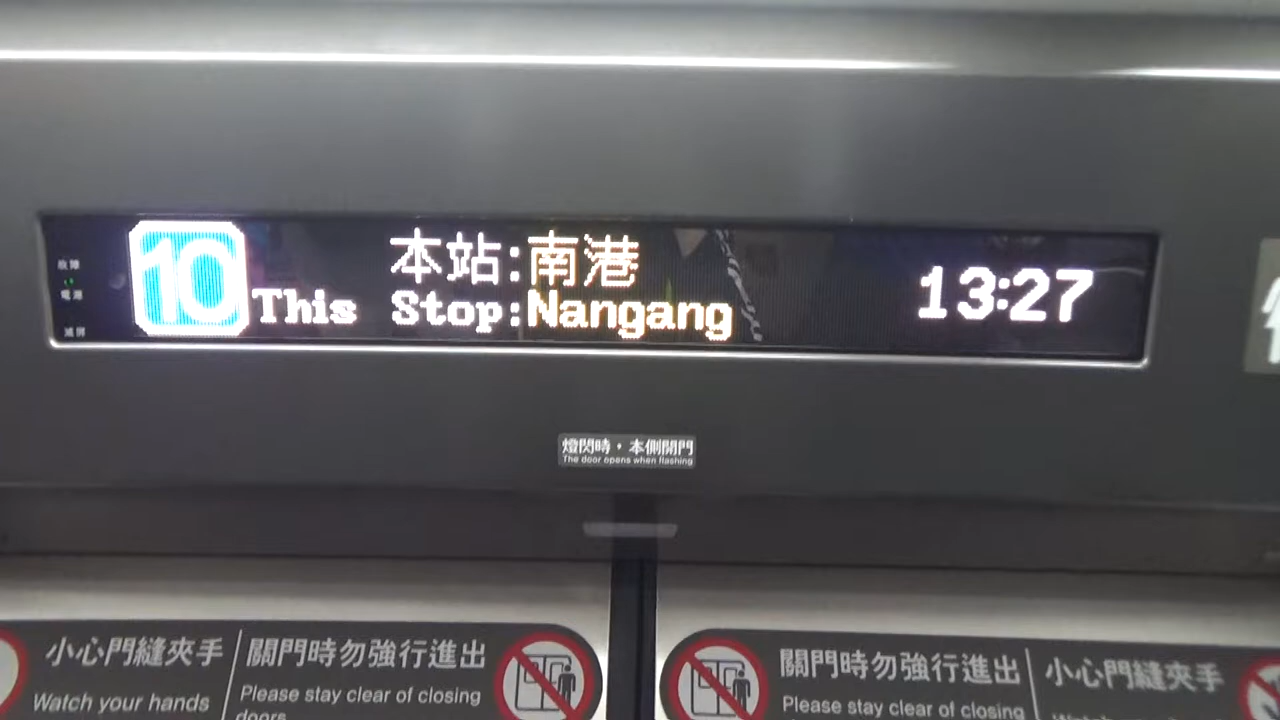 故障
電源
減屏
10
本站:南港
This Stop:Nangang
13:27
燈閃時，本側開門
The door opens when flashing
小心門縫夾手
Watch your hands
關門時勿強行進出
Please stay clear of closing
doors
關門時勿強行進出
Please stay clear of closing
小心門縫夾手